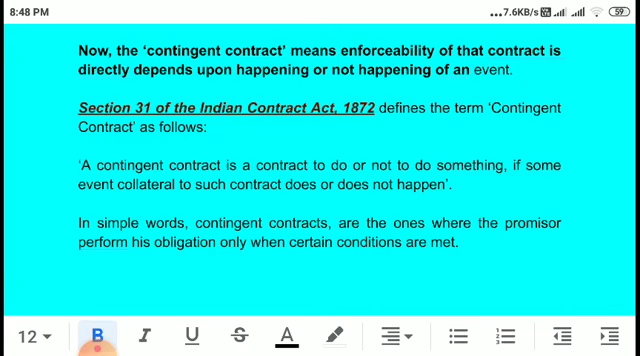 8:48 PM
...7.6KB/s
59
Now, the ‘contingent contract’ means enforceability of that contract is
directly depends upon happening or not happening of an event.
Section 31 of the Indian Contract Act, 1872 defines the term ‘Contingent
Contract’ as follows:
‘A contingent contract is a contract to do or not to do something, if some
event collateral to such contract does or does not happen’.
In simple words, contingent contracts, are the ones where the promisor
perform his obligation only when certain conditions are met.
12 B I U S A